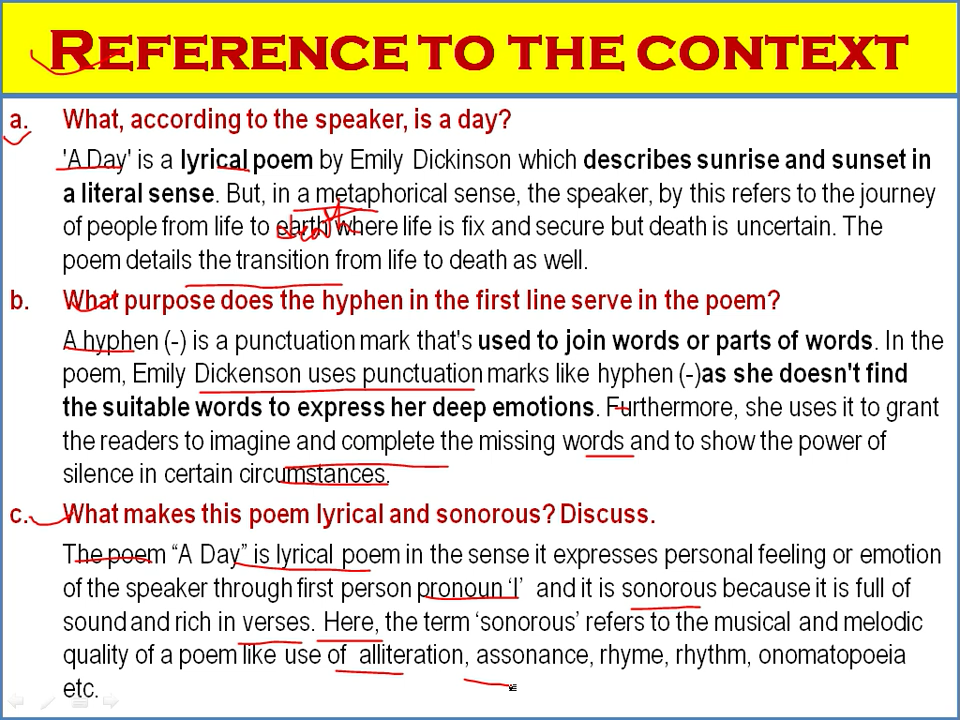 REFERENCE TO THE CONTEXT
a. What, according to the speaker, is a day?
'A Day' is a lyrical poem by Emily Dickinson which describes sunrise and sunset in
a literal sense. But, in a metaphorical sense, the speaker, by this refers to the journey
of people from life to earth where life is fix and secure but death is uncertain. The
death
poem details the transition from life to death as well.
b. What purpose does the hyphen in the first line serve in the poem?
A hyphen (-) is a punctuation mark that's used to join words or parts of words. In the
poem, Emily Dickenson uses punctuation marks like hyphen (-)as she doesn't find
the suitable words to express her deep emotions. Furthermore, she uses it to grant
the readers to imagine and complete the missing words and to show the power of
silence in certain circumstances.
c. What makes this poem lyrical and sonorous? Discuss.
The poem “A Day” is lyrical poem in the sense it expresses personal feeling or emotion
of the speaker through first person pronoun ‘I’ and it is sonorous because it is full of
sound and rich in verses. Here, the term ‘sonorous’ refers to the musical and melodic
quality of a poem like use of alliteration, assonance, rhyme, rhythm, onomatopoeia
etc.